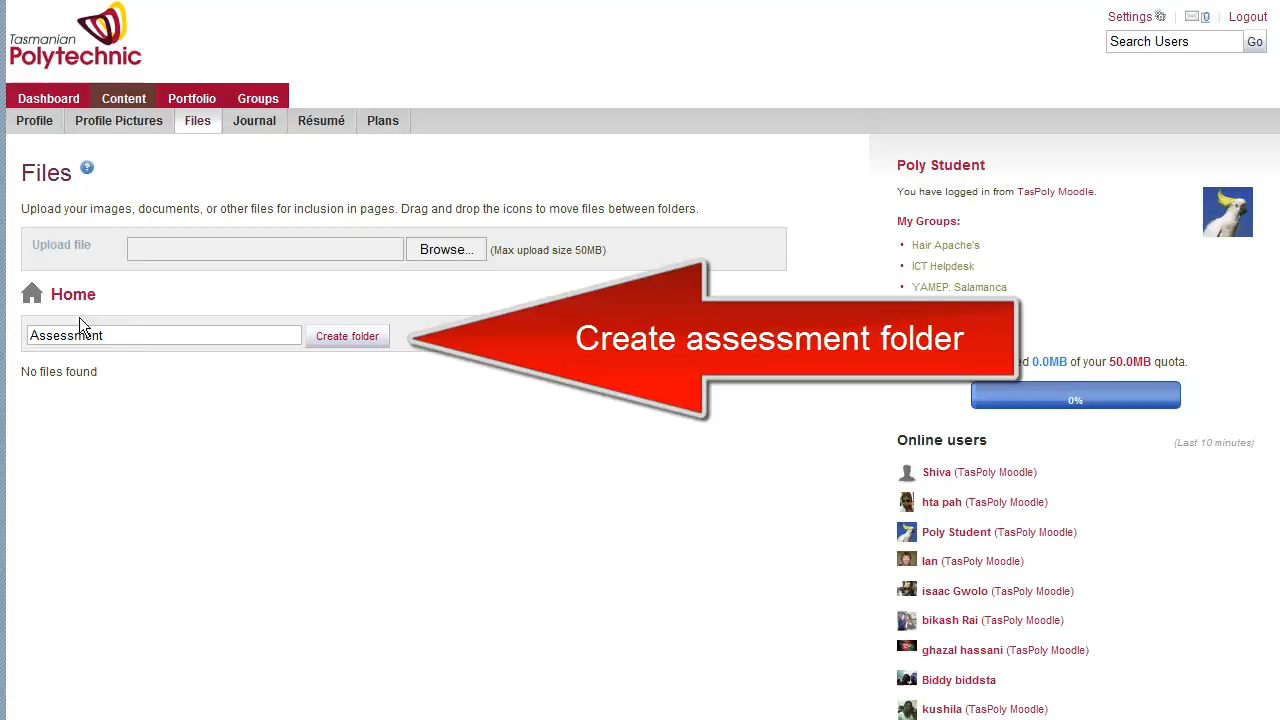 Tasmanian
Polytechnic
Settings | 0 | Logout
Search Users Go
Dashboard Content Portfolio Groups
Profile Profile Pictures Files Journal Résumé Plans
Files ?
Upload your images, documents, or other files for inclusion in pages. Drag and drop the icons to move files between folders.
Upload file Browse... (Max upload size 50MB)
Home
Assessment Create folder
No files found
Create assessment folder
Poly Student
You have logged in from TasPoly Moodle.
My Groups:
• Hair Apache's
• ICT Helpdesk
• YAMEP: Salamanca
0.0MB of your 50.0MB quota.
0%
Online users (Last 10 minutes)
Shiva (TasPoly Moodle)
hta pah (TasPoly Moodle)
Poly Student (TasPoly Moodle)
Ian (TasPoly Moodle)
isaac Gwolo (TasPoly Moodle)
bikash Rai (TasPoly Moodle)
ghazal hassani (TasPoly Moodle)
Biddy biddsta
kushila (TasPoly Moodle)